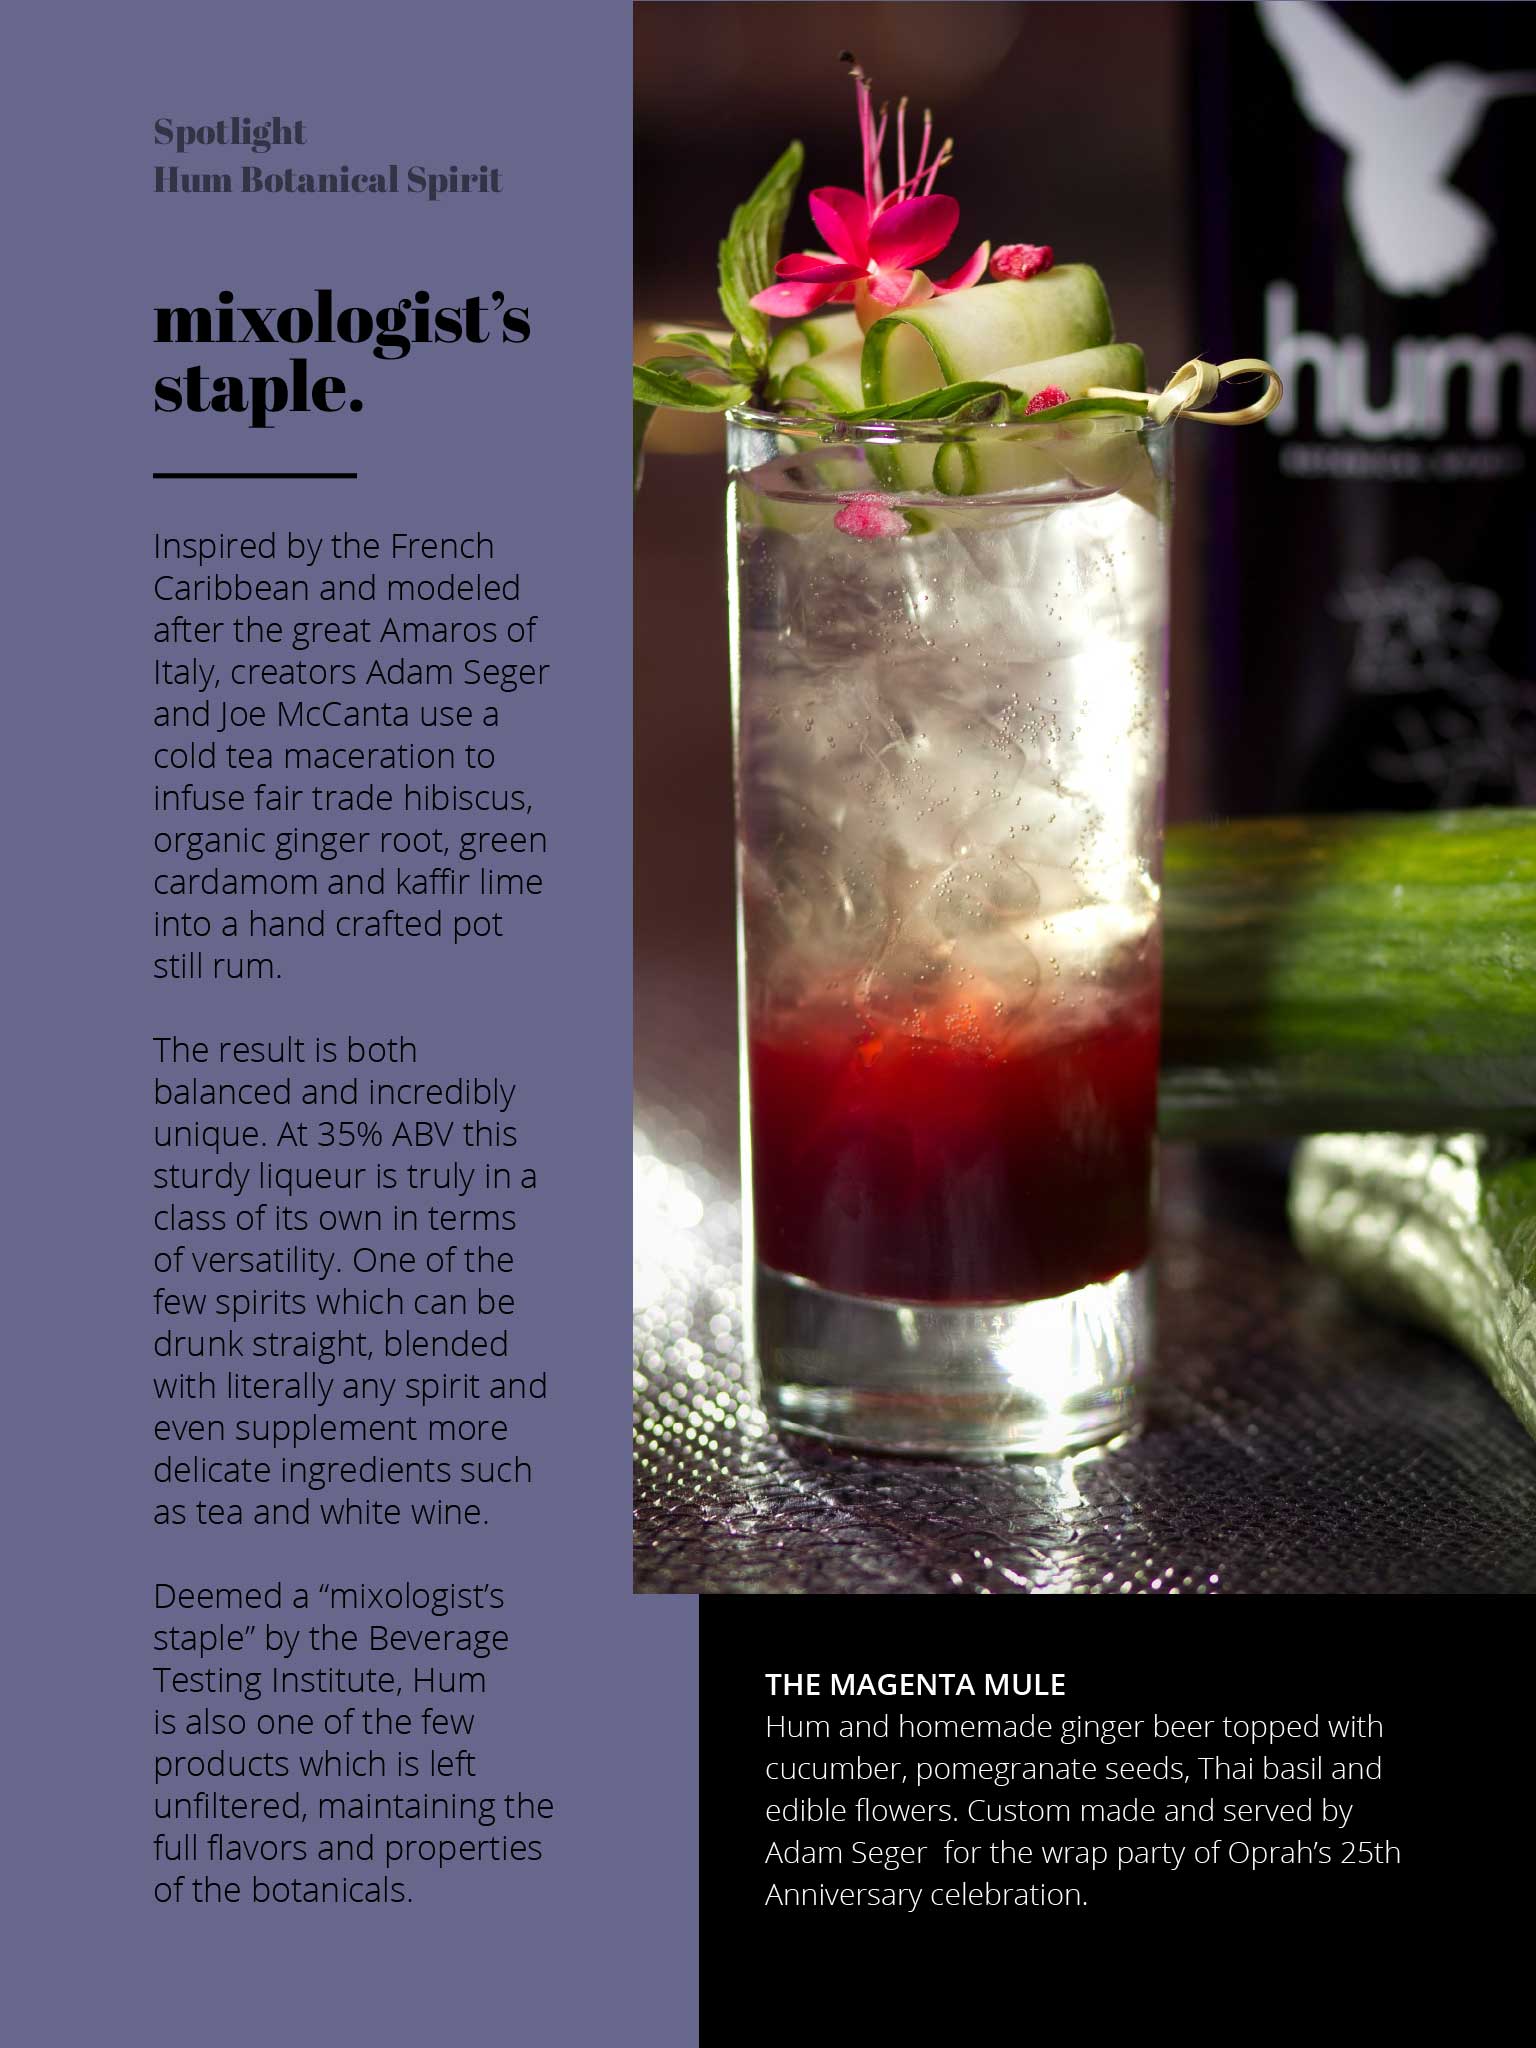 Spotlight
Hum Botanical Spirit
mixologist’s
staple.
Inspired by the French
Caribbean and modeled
after the great Amaros of
Italy, creators Adam Seger
and Joe McCanta use a
cold tea maceration to
infuse fair trade hibiscus,
organic ginger root, green
cardamom and kaffir lime
into a hand crafted pot
still rum.
The result is both
balanced and incredibly
unique. At 35% ABV this
sturdy liqueur is truly in a
class of its own in terms
of versatility. One of the
few spirits which can be
drunk straight, blended
with literally any spirit and
even supplement more
delicate ingredients such
as tea and white wine.
Deemed a “mixologist’s
staple” by the Beverage
Testing Institute, Hum
is also one of the few
products which is left
unfiltered, maintaining the
full flavors and properties
of the botanicals.
hum
THE MAGENTA MULE
Hum and homemade ginger beer topped with
cucumber, pomegranate seeds, Thai basil and
edible flowers. Custom made and served by
Adam Seger  for the wrap party of Oprah’s 25th
Anniversary celebration.